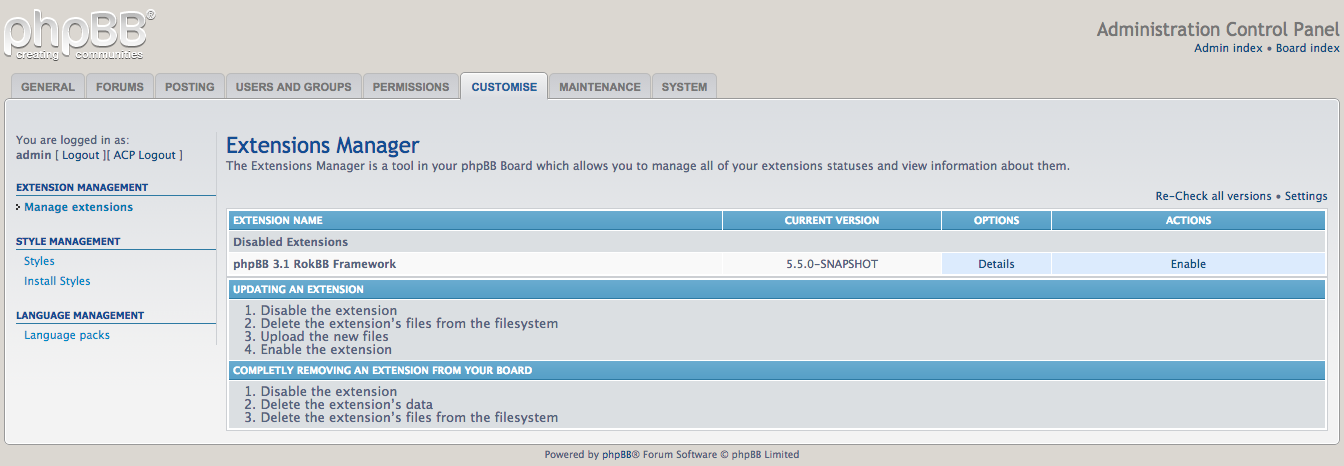 phpBB®
creating communities
Administration Control Panel
Admin index • Board index
GENERAL FORUMS POSTING USERS AND GROUPS PERMISSIONS CUSTOMISE MAINTENANCE SYSTEM
You are logged in as:
admin [ Logout ][ ACP Logout ]
EXTENSION MANAGEMENT
Manage extensions
STYLE MANAGEMENT
Styles
Install Styles
LANGUAGE MANAGEMENT
Language packs
Extensions Manager
The Extensions Manager is a tool in your phpBB Board which allows you to manage all of your extensions statuses and view information about them.
Re-Check all versions • Settings
EXTENSION NAME CURRENT VERSION OPTIONS ACTIONS
Disabled Extensions
phpBB 3.1 RokBB Framework 5.5.0-SNAPSHOT Details Enable
UPDATING AN EXTENSION
1. Disable the extension
2. Delete the extension's files from the filesystem
3. Upload the new files
4. Enable the extension
COMPLETLY REMOVING AN EXTENSION FROM YOUR BOARD
1. Disable the extension
2. Delete the extension's data
3. Delete the extension's files from the filesystem
Powered by phpBB® Forum Software © phpBB Limited